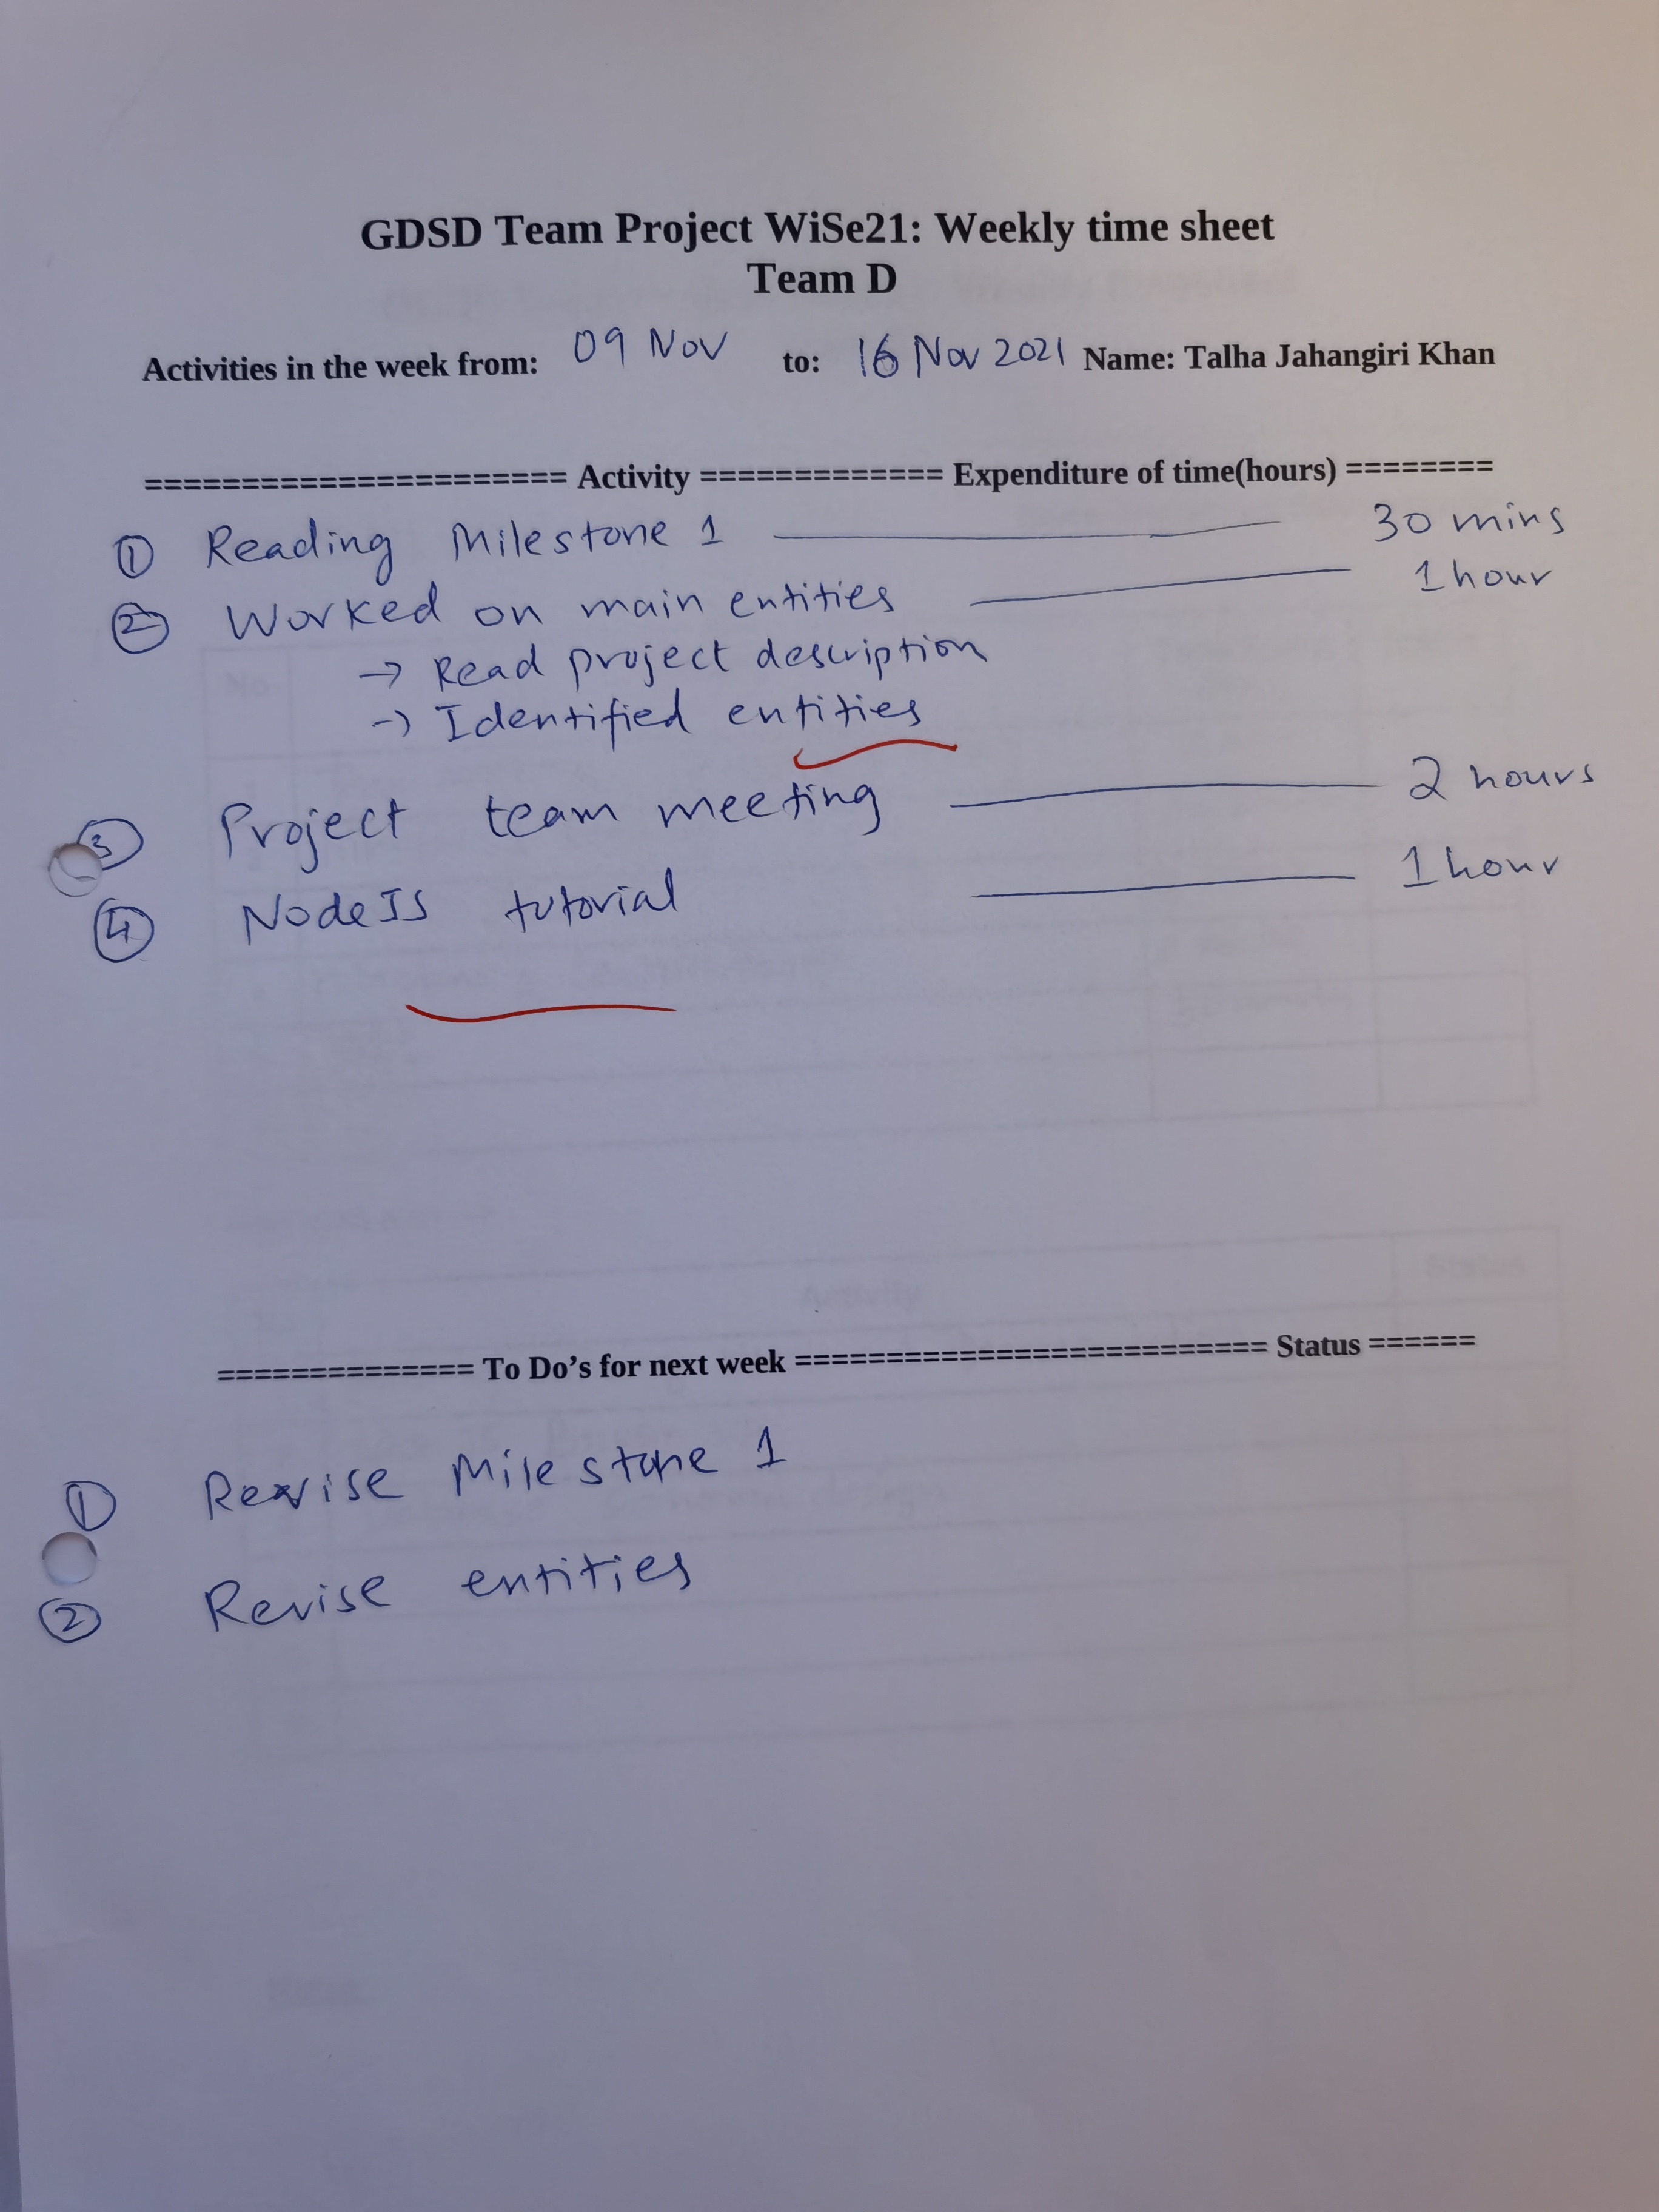 GDSD Team Project WiSe21: Weekly time sheet
Team D
Activities in the week from: 09 Nov to: 16 Nov 2021 Name: Talha Jahangiri Khan
====================== Activity ============= Expenditure of time(hours) ========
① Reading Milestone 1 30 mins
② Worked on main entities 1 hour
→ Read project description
→ Identified entities
③ Project team meeting 2 hours
④ NodeJS tutorial 1 hour
============== To Do’s for next week ========================== Status ======
① Revise Milestone 1
② Revise entities